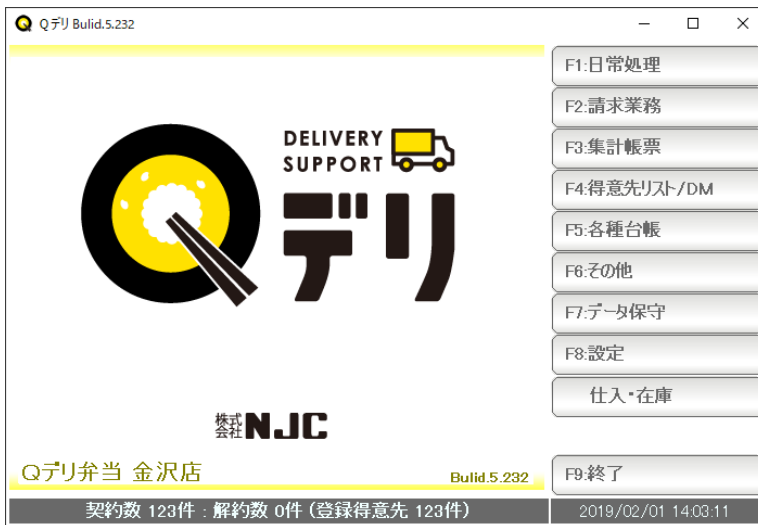 Qデリ Bulid.5.232
DELIVERY
SUPPORT
デリ
株式会社NJC
Qデリ弁当 金沢店
Bulid.5.232
契約数 123件 : 解約数 0件 (登録得意先 123件)
F1:日常処理
F2:請求業務
F3:集計帳票
F4:得意先リスト/DM
F5:各種台帳
F6:その他
F7:データ保守
F8:設定
仕入・在庫
F9:終了
2019/02/01 14:03:11